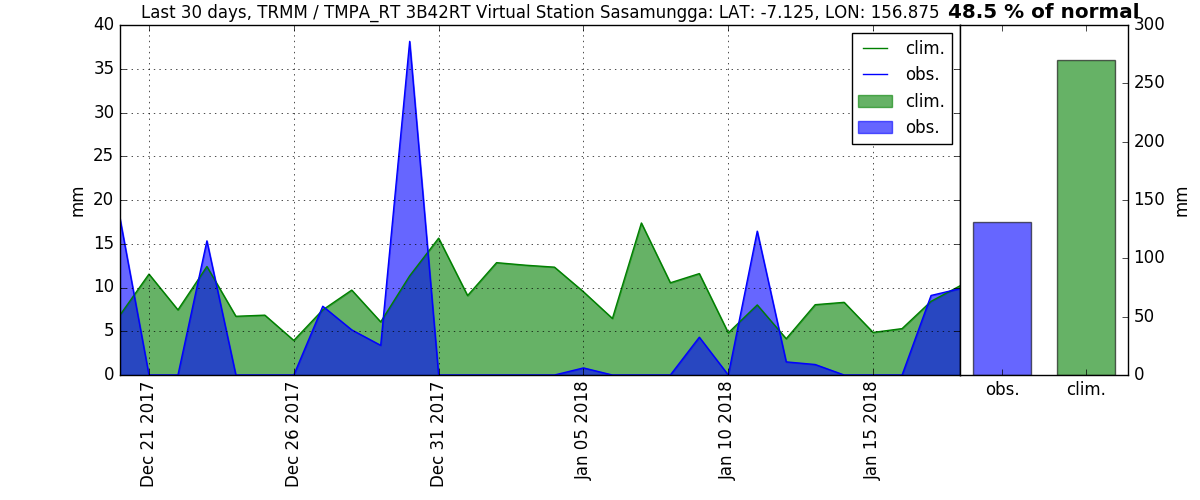 Last 30 days, TRMM / TMPA_RT 3B42RT Virtual Station Sasamungga: LAT: -7.125, LON: 156.875
48.5 % of normal
40
35
30
25
20
15
10
5
0
mm
clim.
obs.
clim.
obs.
Dec 21 2017
Dec 26 2017
Dec 31 2017
Jan 05 2018
Jan 10 2018
Jan 15 2018
300
250
200
150
100
50
0
mm
obs.
clim.